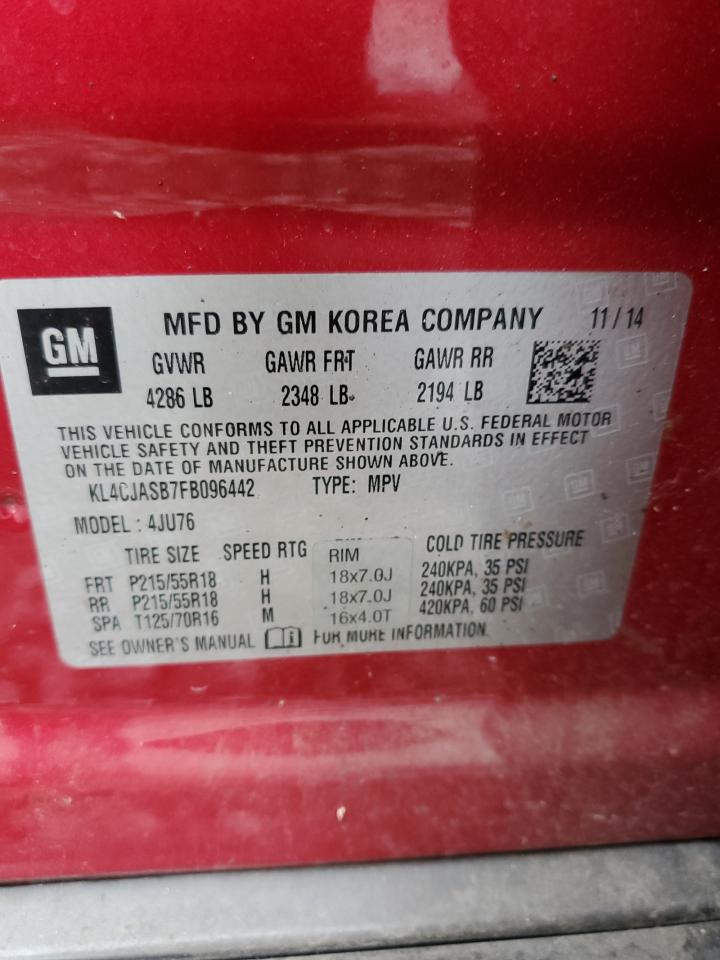 GM
MFD BY GM KOREA COMPANY 11/14
GVWR GAWR FRT GAWR RR
4286 LB 2348 LB 2194 LB
THIS VEHICLE CONFORMS TO ALL APPLICABLE U.S. FEDERAL MOTOR
VEHICLE SAFETY AND THEFT PREVENTION STANDARDS IN EFFECT
ON THE DATE OF MANUFACTURE SHOWN ABOVE.
KL4CJASB7FB096442 TYPE: MPV
MODEL : 4JU76
TIRE SIZE SPEED RTG RIM COLD TIRE PRESSURE
FRT P215/55R18 H 18x7.0J 240KPA, 35 PSI
RR P215/55R18 H 18x7.0J 240KPA, 35 PSI
SPA T125/70R16 M 16x4.0T 420KPA, 60 PSI
SEE OWNER'S MANUAL FOR MORE INFORMATION.